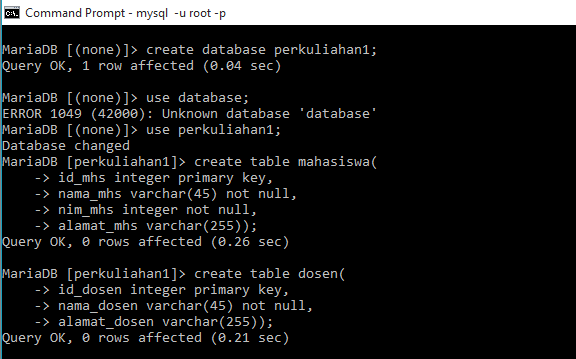 Command Prompt - mysql  -u root -p
MariaDB [(none)]> create database perkuliahan1;
Query OK, 1 row affected (0.04 sec)
MariaDB [(none)]> use database;
ERROR 1049 (42000): Unknown database 'database'
MariaDB [(none)]> use perkuliahan1;
Database changed
MariaDB [perkuliahan1]> create table mahasiswa(
    -> id_mhs integer primary key,
    -> nama_mhs varchar(45) not null,
    -> nim_mhs integer not null,
    -> alamat_mhs varchar(255));
Query OK, 0 rows affected (0.26 sec)
MariaDB [perkuliahan1]> create table dosen(
    -> id_dosen integer primary key,
    -> nama_dosen varchar(45) not null,
    -> alamat_dosen varchar(255));
Query OK, 0 rows affected (0.21 sec)